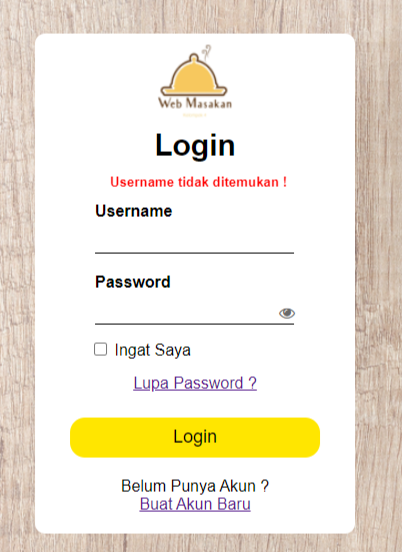 Web Masakan
Login
Username tidak ditemukan !
Username
Password
Ingat Saya
Lupa Password ?
Login
Belum Punya Akun ?
Buat Akun Baru